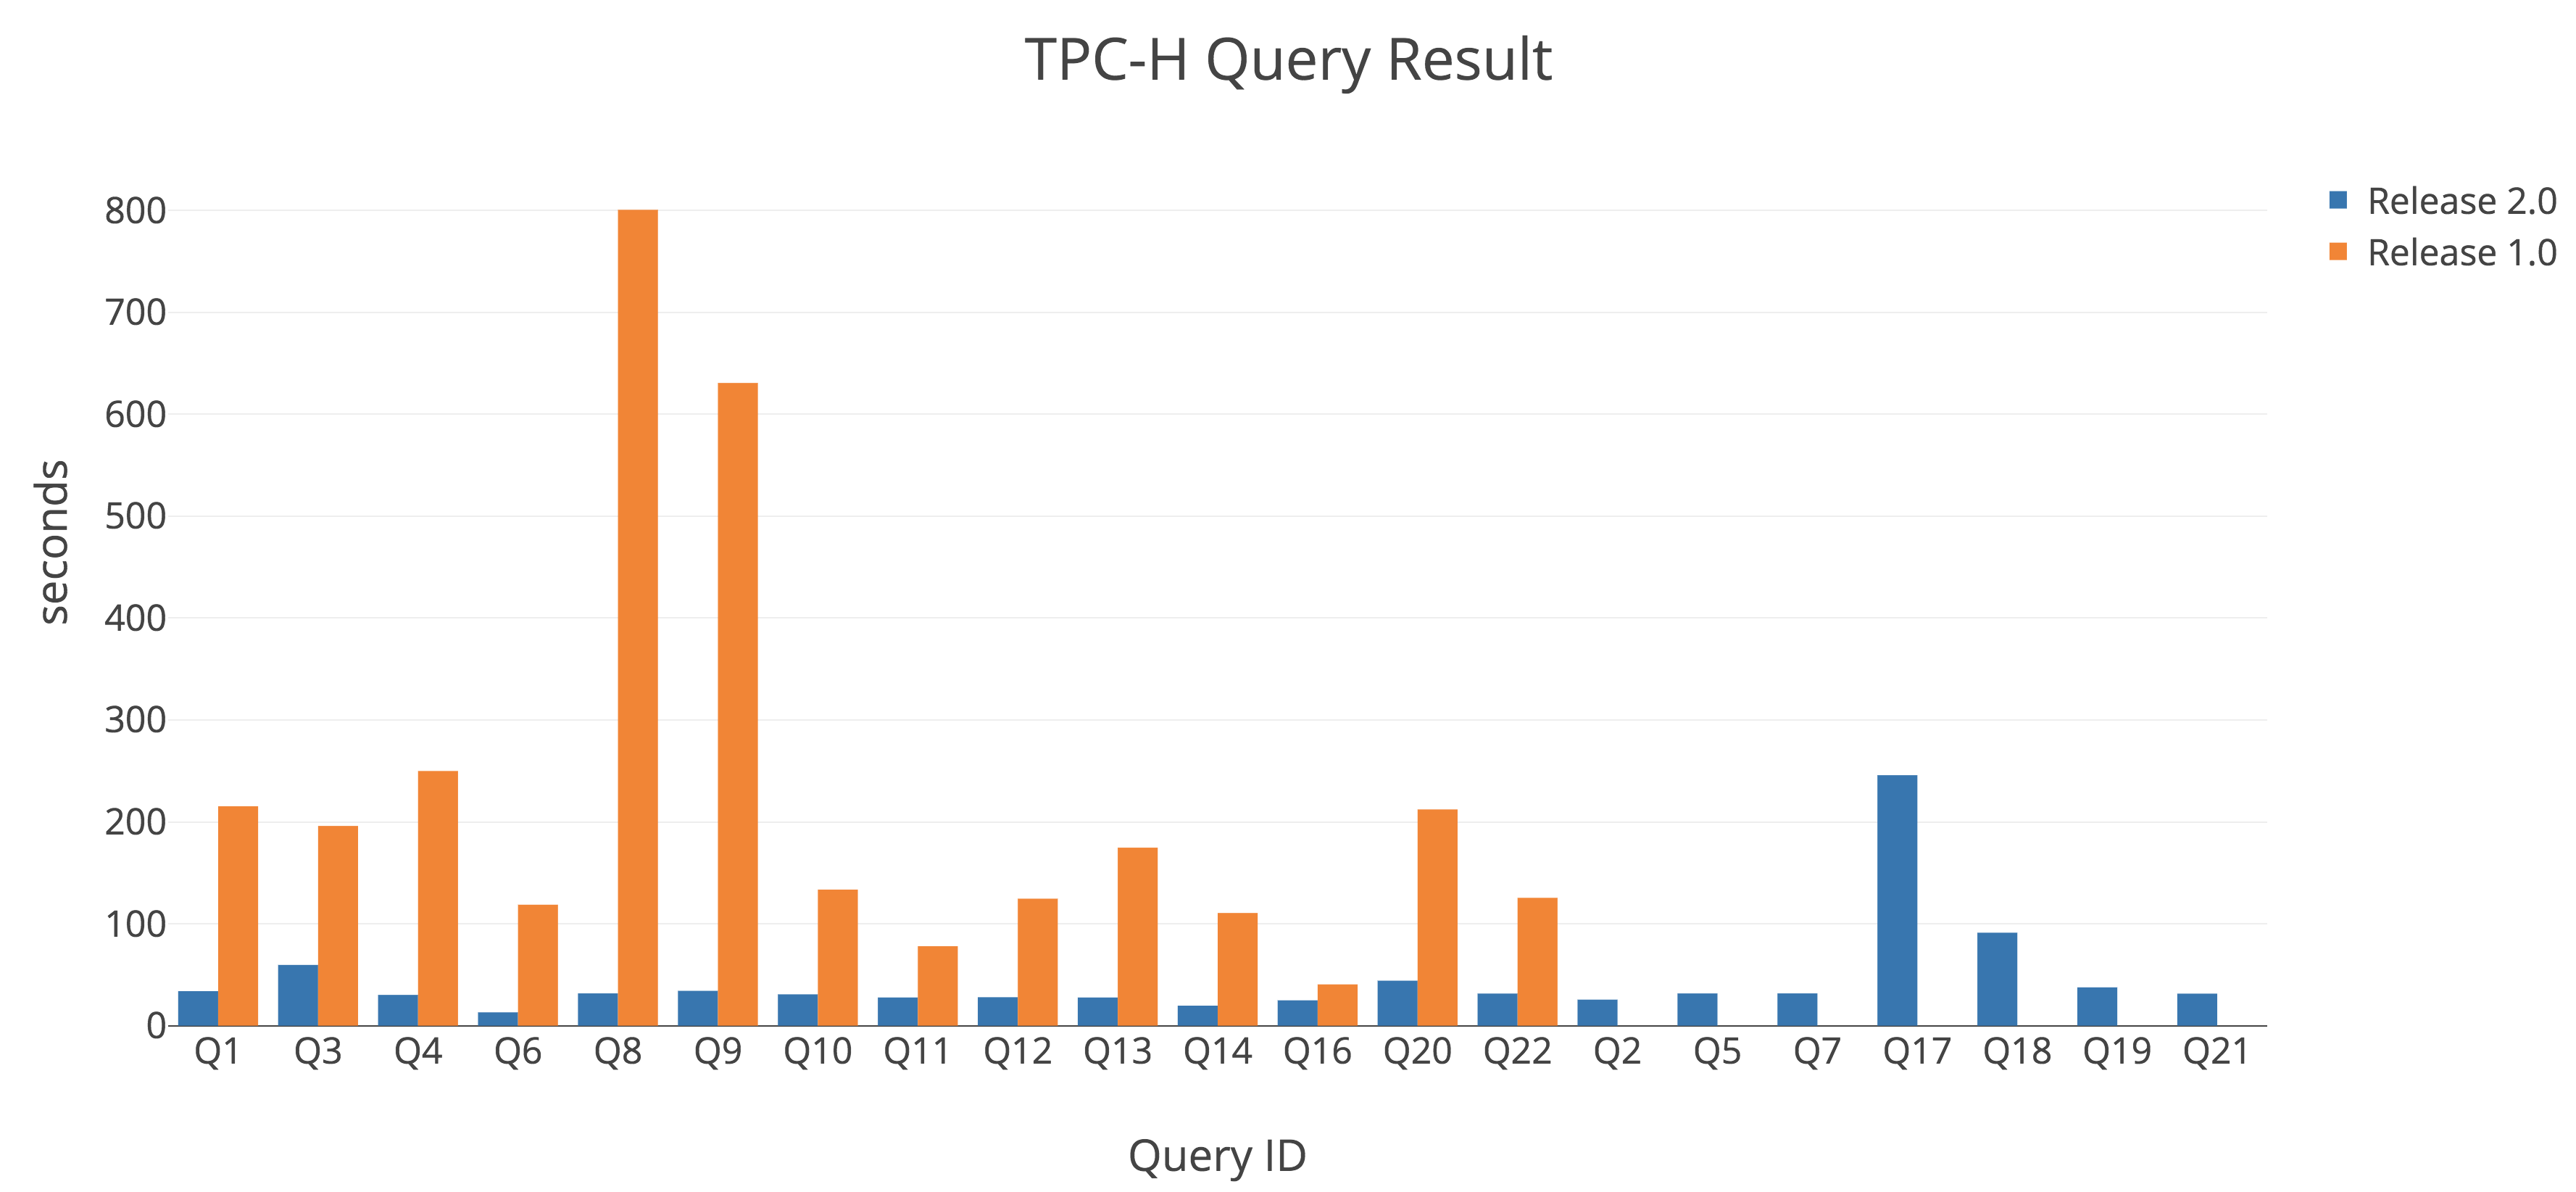 TPC-H Query Result
Release 2.0
Release 1.0
seconds
800
700
600
500
400
300
200
100
0
Q1 Q3 Q4 Q6 Q8 Q9 Q10 Q11 Q12 Q13 Q14 Q16 Q20 Q22 Q2 Q5 Q7 Q17 Q18 Q19 Q21
Query ID